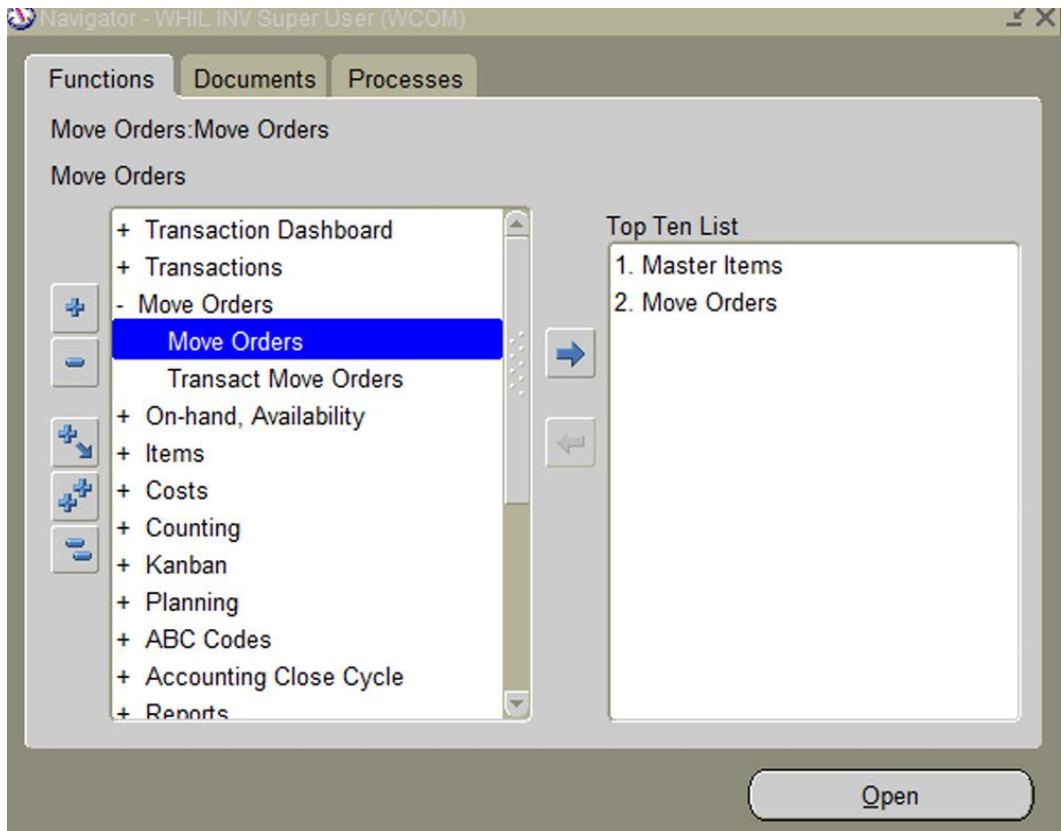 Navigator - WHIL INV Super User (WCOM)
Functions Documents Processes
Move Orders:Move Orders
Move Orders
+ Transaction Dashboard
+ Transactions
- Move Orders
Move Orders
Transact Move Orders
+ On-hand, Availability
+ Items
+ Costs
+ Counting
+ Kanban
+ Planning
+ ABC Codes
+ Accounting Close Cycle
+ Reports
Top Ten List
1. Master Items
2. Move Orders
Open